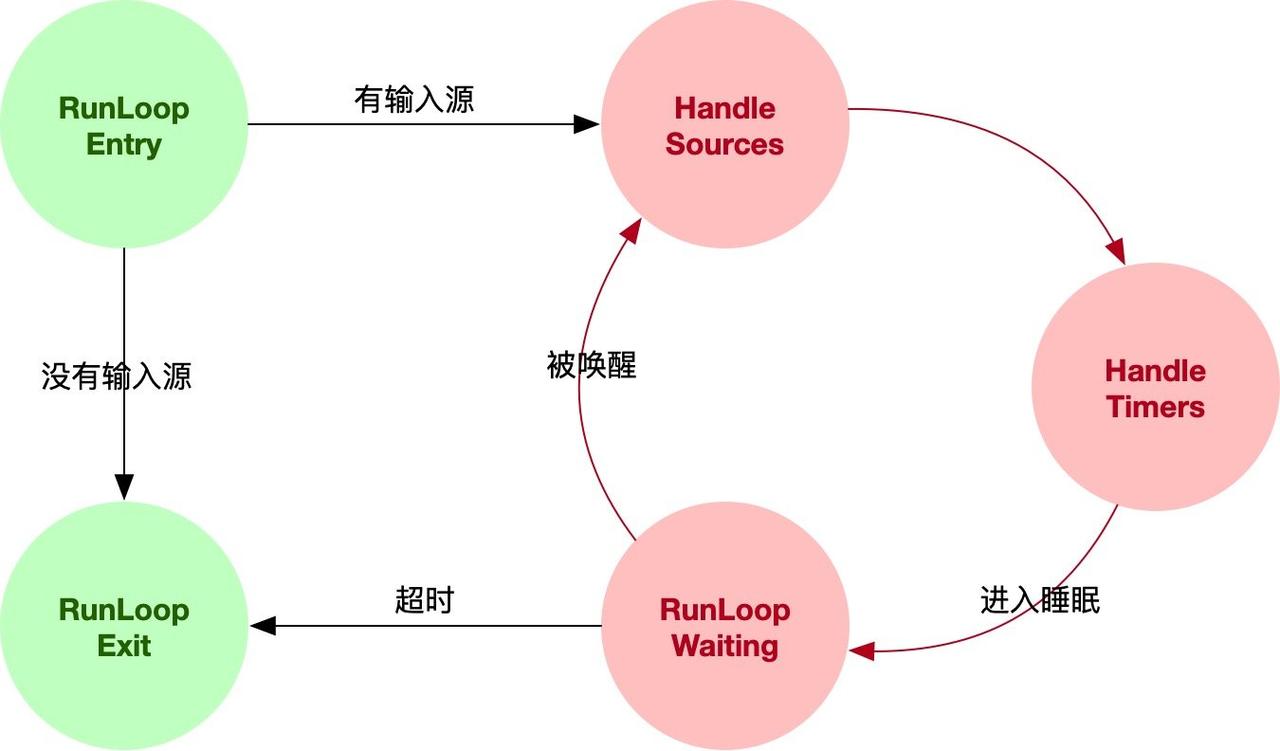 RunLoop
Entry
有输入源
Handle
Sources
没有输入源
被唤醒
Handle
Timers
RunLoop
Exit
超时
RunLoop
Waiting
进入睡眠